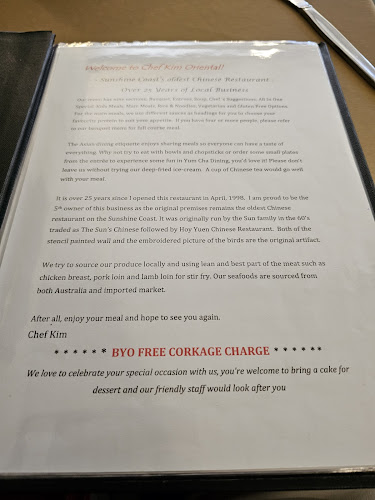 Welcome to Chef Kim Oriental!
- Sunshine Coast's oldest Chinese Restaurant -
Over 25 Years of Local Business
Our menu has nine sections: Banquet, Entrees, Soup, Chef's Suggestions, All in One
Special, Kids Meals, Main Meals, Rice & Noodles, Vegetarian and Gluten Free Options.
For the main meals, we use different sauces as headings for you to choose your
favourite protein to suit your appetite. If you have four or more people, please refer
to our banquet menu for full course meal.
The Asian dining etiquette enjoys sharing meals so everyone can have a taste of
everything. Why not try to eat with bowls and chopsticks or order some small plates
from the entrée to experience some fun in Yum Cha Dining, you'd love it! Please don't
leave us without trying our deep-fried ice-cream. A cup of Chinese tea would go well
with your meal.
It is over 25 years since I opened this restaurant in April, 1998. I am proud to be the
5th owner of this business as the original premises remains the oldest Chinese
restaurant on the Sunshine Coast. It was originally run by the Sun family in the 60's
traded as The Sun's Chinese followed by Hoy Yuen Chinese Restaurant. Both of the
stencil painted wall and the embroidered picture of the birds are the original artifact.
We try to source our produce locally and using lean and best part of the meat such as
chicken breast, pork loin and lamb loin for stir fry. Our seafoods are sourced from
both Australia and imported market.
After all, enjoy your meal and hope to see you again.
Chef Kim
* * * * * * BYO FREE CORKAGE CHARGE * * * * * *
We love to celebrate your special occasion with us, you're welcome to bring a cake for
dessert and our friendly staff would look after you